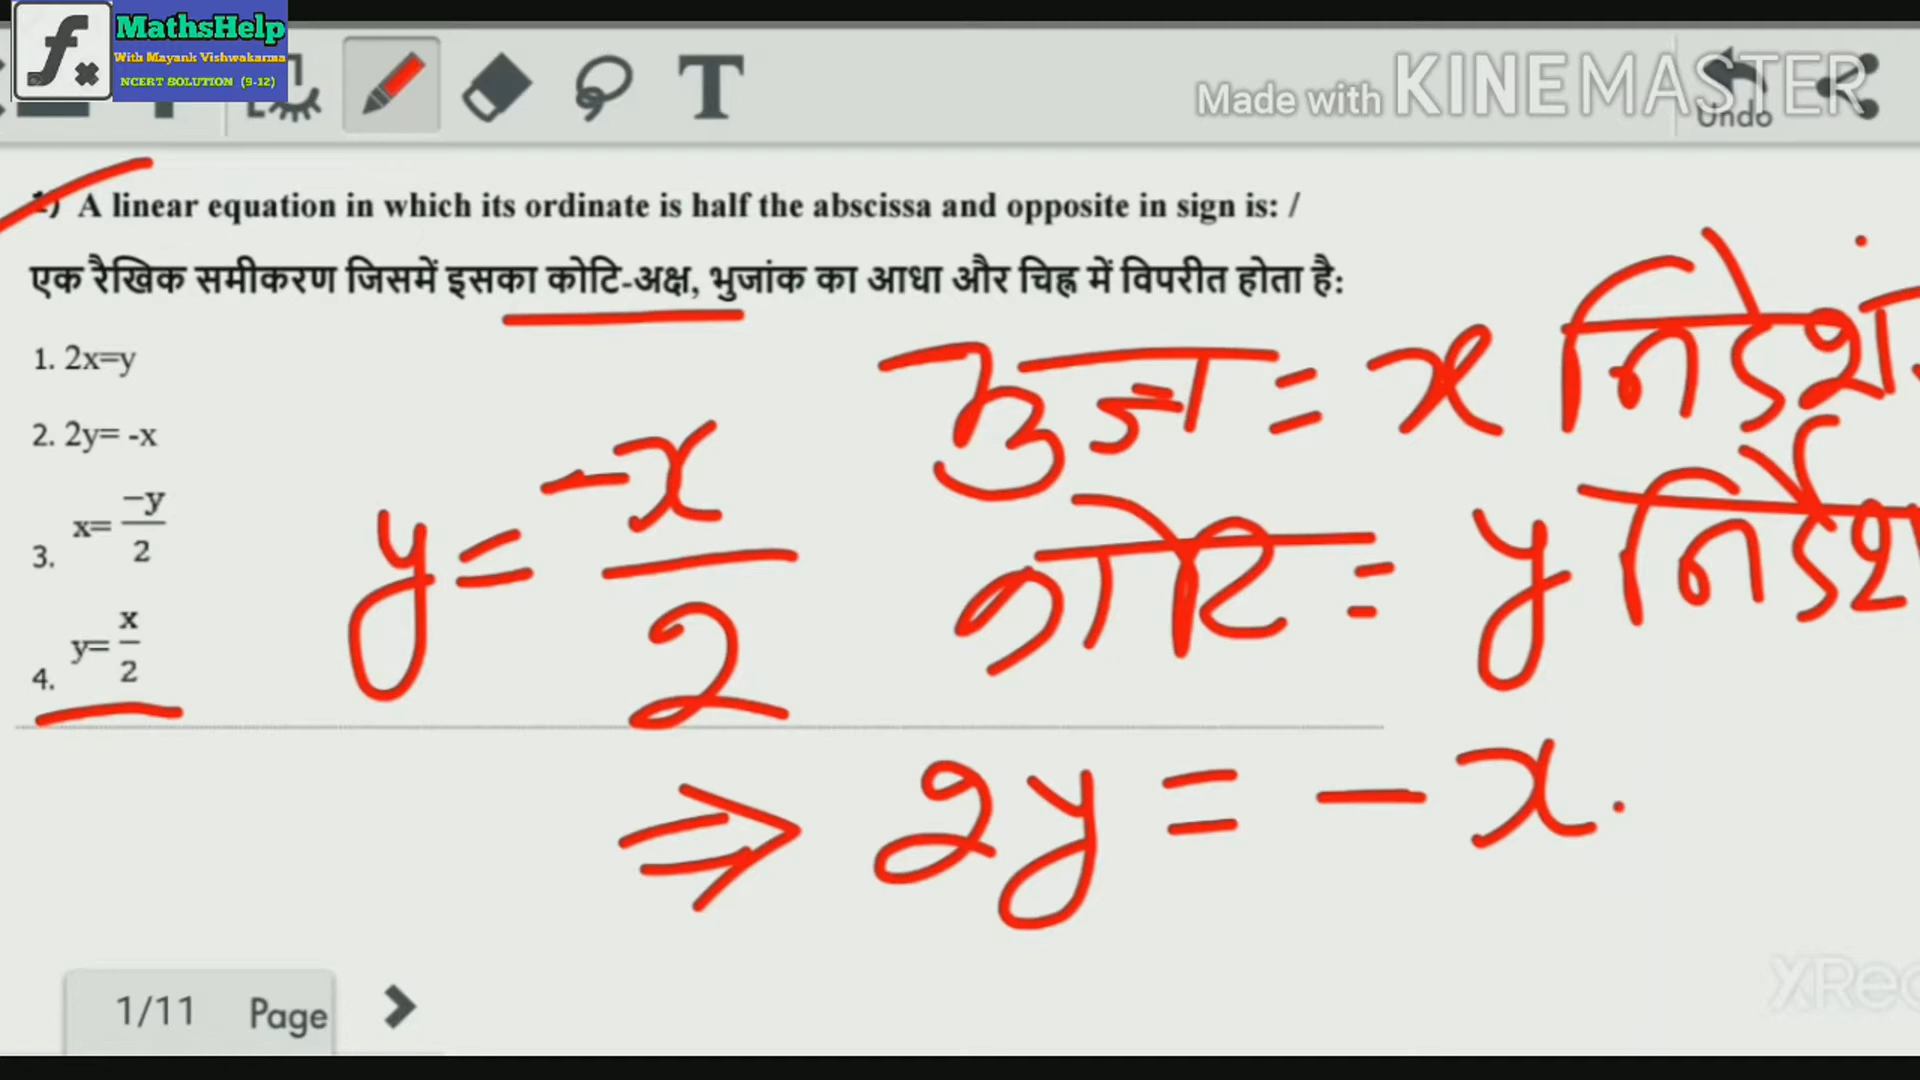 MathsHelp
With Mayank Vishwakarma
NCERT SOLUTION (9-12)
T
Made with KINEMASTER
Undo
1) A linear equation in which its ordinate is half the abscissa and opposite in sign is: /
एक रैखिक समीकरण जिसमें इसका कोटि-अक्ष, भुजांक का आधा और चिह्न में विपरीत होता है:
1. 2x=y
2. 2y= -x
3. x= -y/2
4. y= x/2
y = -x/2
= x
कोटि = y
⇒ 2y = -x.
1/11 Page
XRec